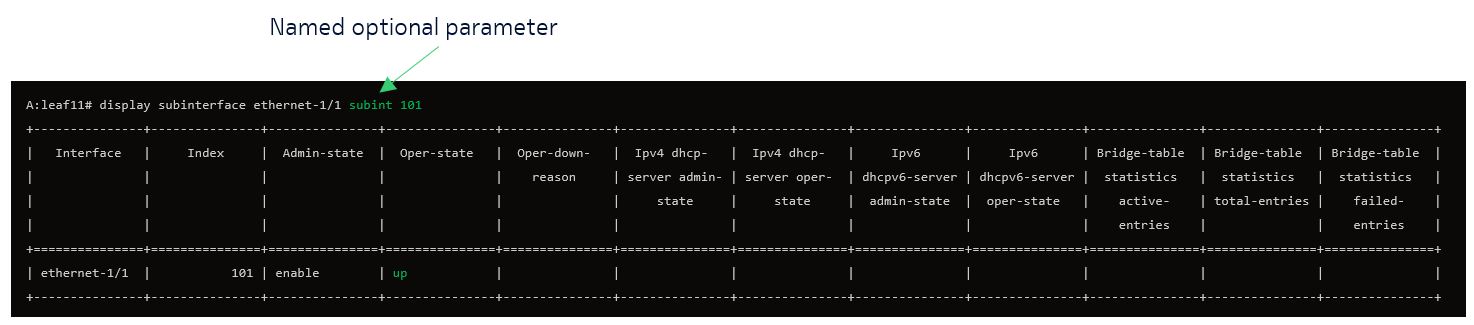 Named optional parameter
A:leaf11# display subinterface ethernet-1/1 subint 101
+---------------+---------------+---------------+---------------+---------------+---------------+---------------+---------------+---------------+---------------+---------------+---------------+
|   Interface   |     Index     |  Admin-state  |  Oper-state   |  Oper-down-   |  Ipv4 dhcp-   |  Ipv4 dhcp-   |     Ipv6      |     Ipv6      | Bridge-table  | Bridge-table  | Bridge-table  |
|               |               |               |               |    reason     | server admin- | server oper-  | dhcpv6-server | dhcpv6-server |  statistics   |  statistics   |  statistics   |
|               |               |               |               |               |     state     |     state     |  admin-state  |  oper-state   |    active-    | total-entries |    failed-    |
|               |               |               |               |               |               |               |               |               |    entries    |               |    entries    |
+===============+===============+===============+===============+===============+===============+===============+===============+===============+===============+===============+===============+
| ethernet-1/1  |           101 | enable        | up            |               |               |               |               |               |               |               |               |
+---------------+---------------+---------------+---------------+---------------+---------------+---------------+---------------+---------------+---------------+---------------+---------------+